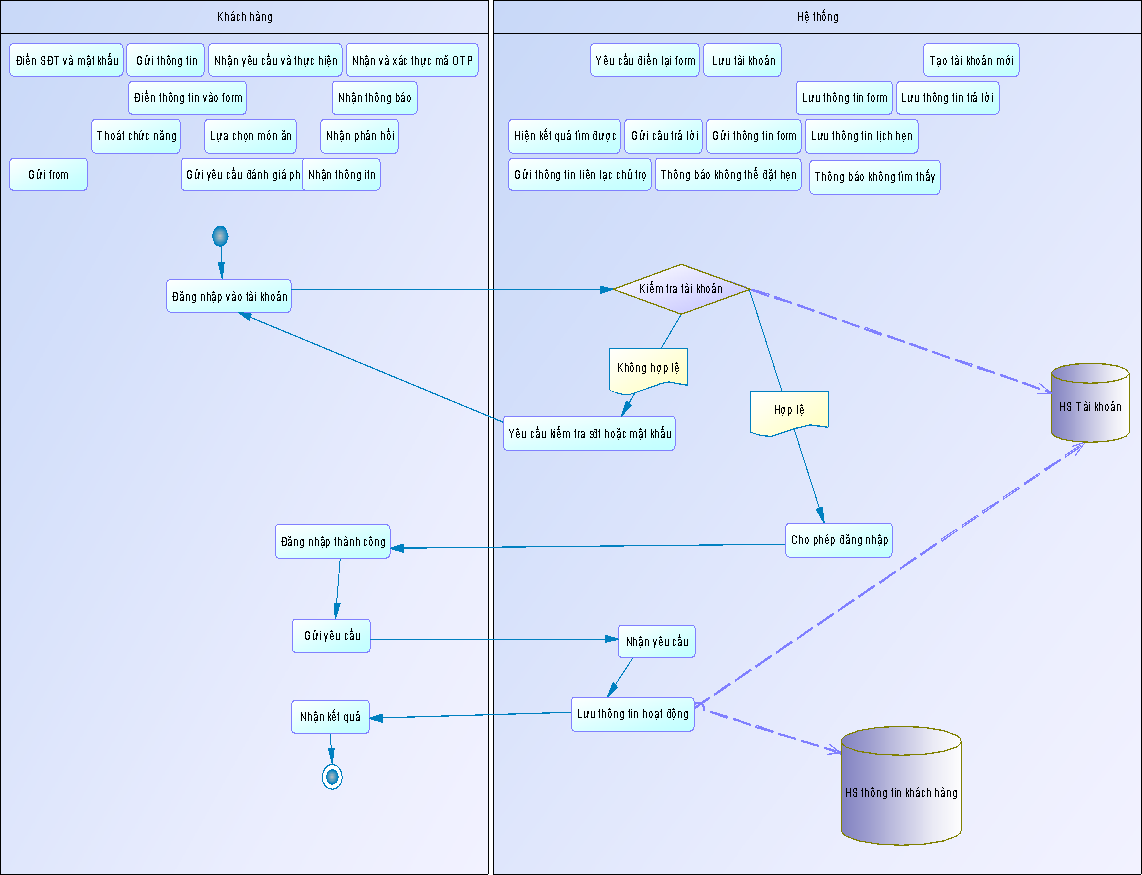 Khách hàng
Hệ thống
Điền SĐT và mật khẩu
Gửi thông tin
Nhận yêu cầu và thực hiện
Nhận và xác thực mã OTP
Yêu cầu điền lại form
Lưu tài khoản
Tạo tài khoản mới
Điền thông tin vào form
Nhận thông báo
Lưu thông tin form
Lưu thông tin trả lời
Thoát chức năng
Lựa chọn món ăn
Nhận phản hồi
Hiện kết quả tìm được
Gửi câu trả lời
Gửi thông tin form
Lưu thông tin lịch hẹn
Gửi from
Gửi yêu cầu đánh giá ph
Nhận thông itn
Gửi thông tin liên lạc chủ trọ
Thông báo không thể đặt hẹn
Thông báo không tìm thấy
Đăng nhập vào tài khoản
Kiểm tra tài khoản
Không hợp lệ
Hợp lệ
HS Tài khoản
Yêu cầu kiểm tra sđt hoặc mật khẩu
Đăng nhập thành công
Cho phép đăng nhập
Gửi yêu cầu
Nhận yêu cầu
Nhận kết quả
Lưu thông tin hoạt động
HS thông tin khách hàng